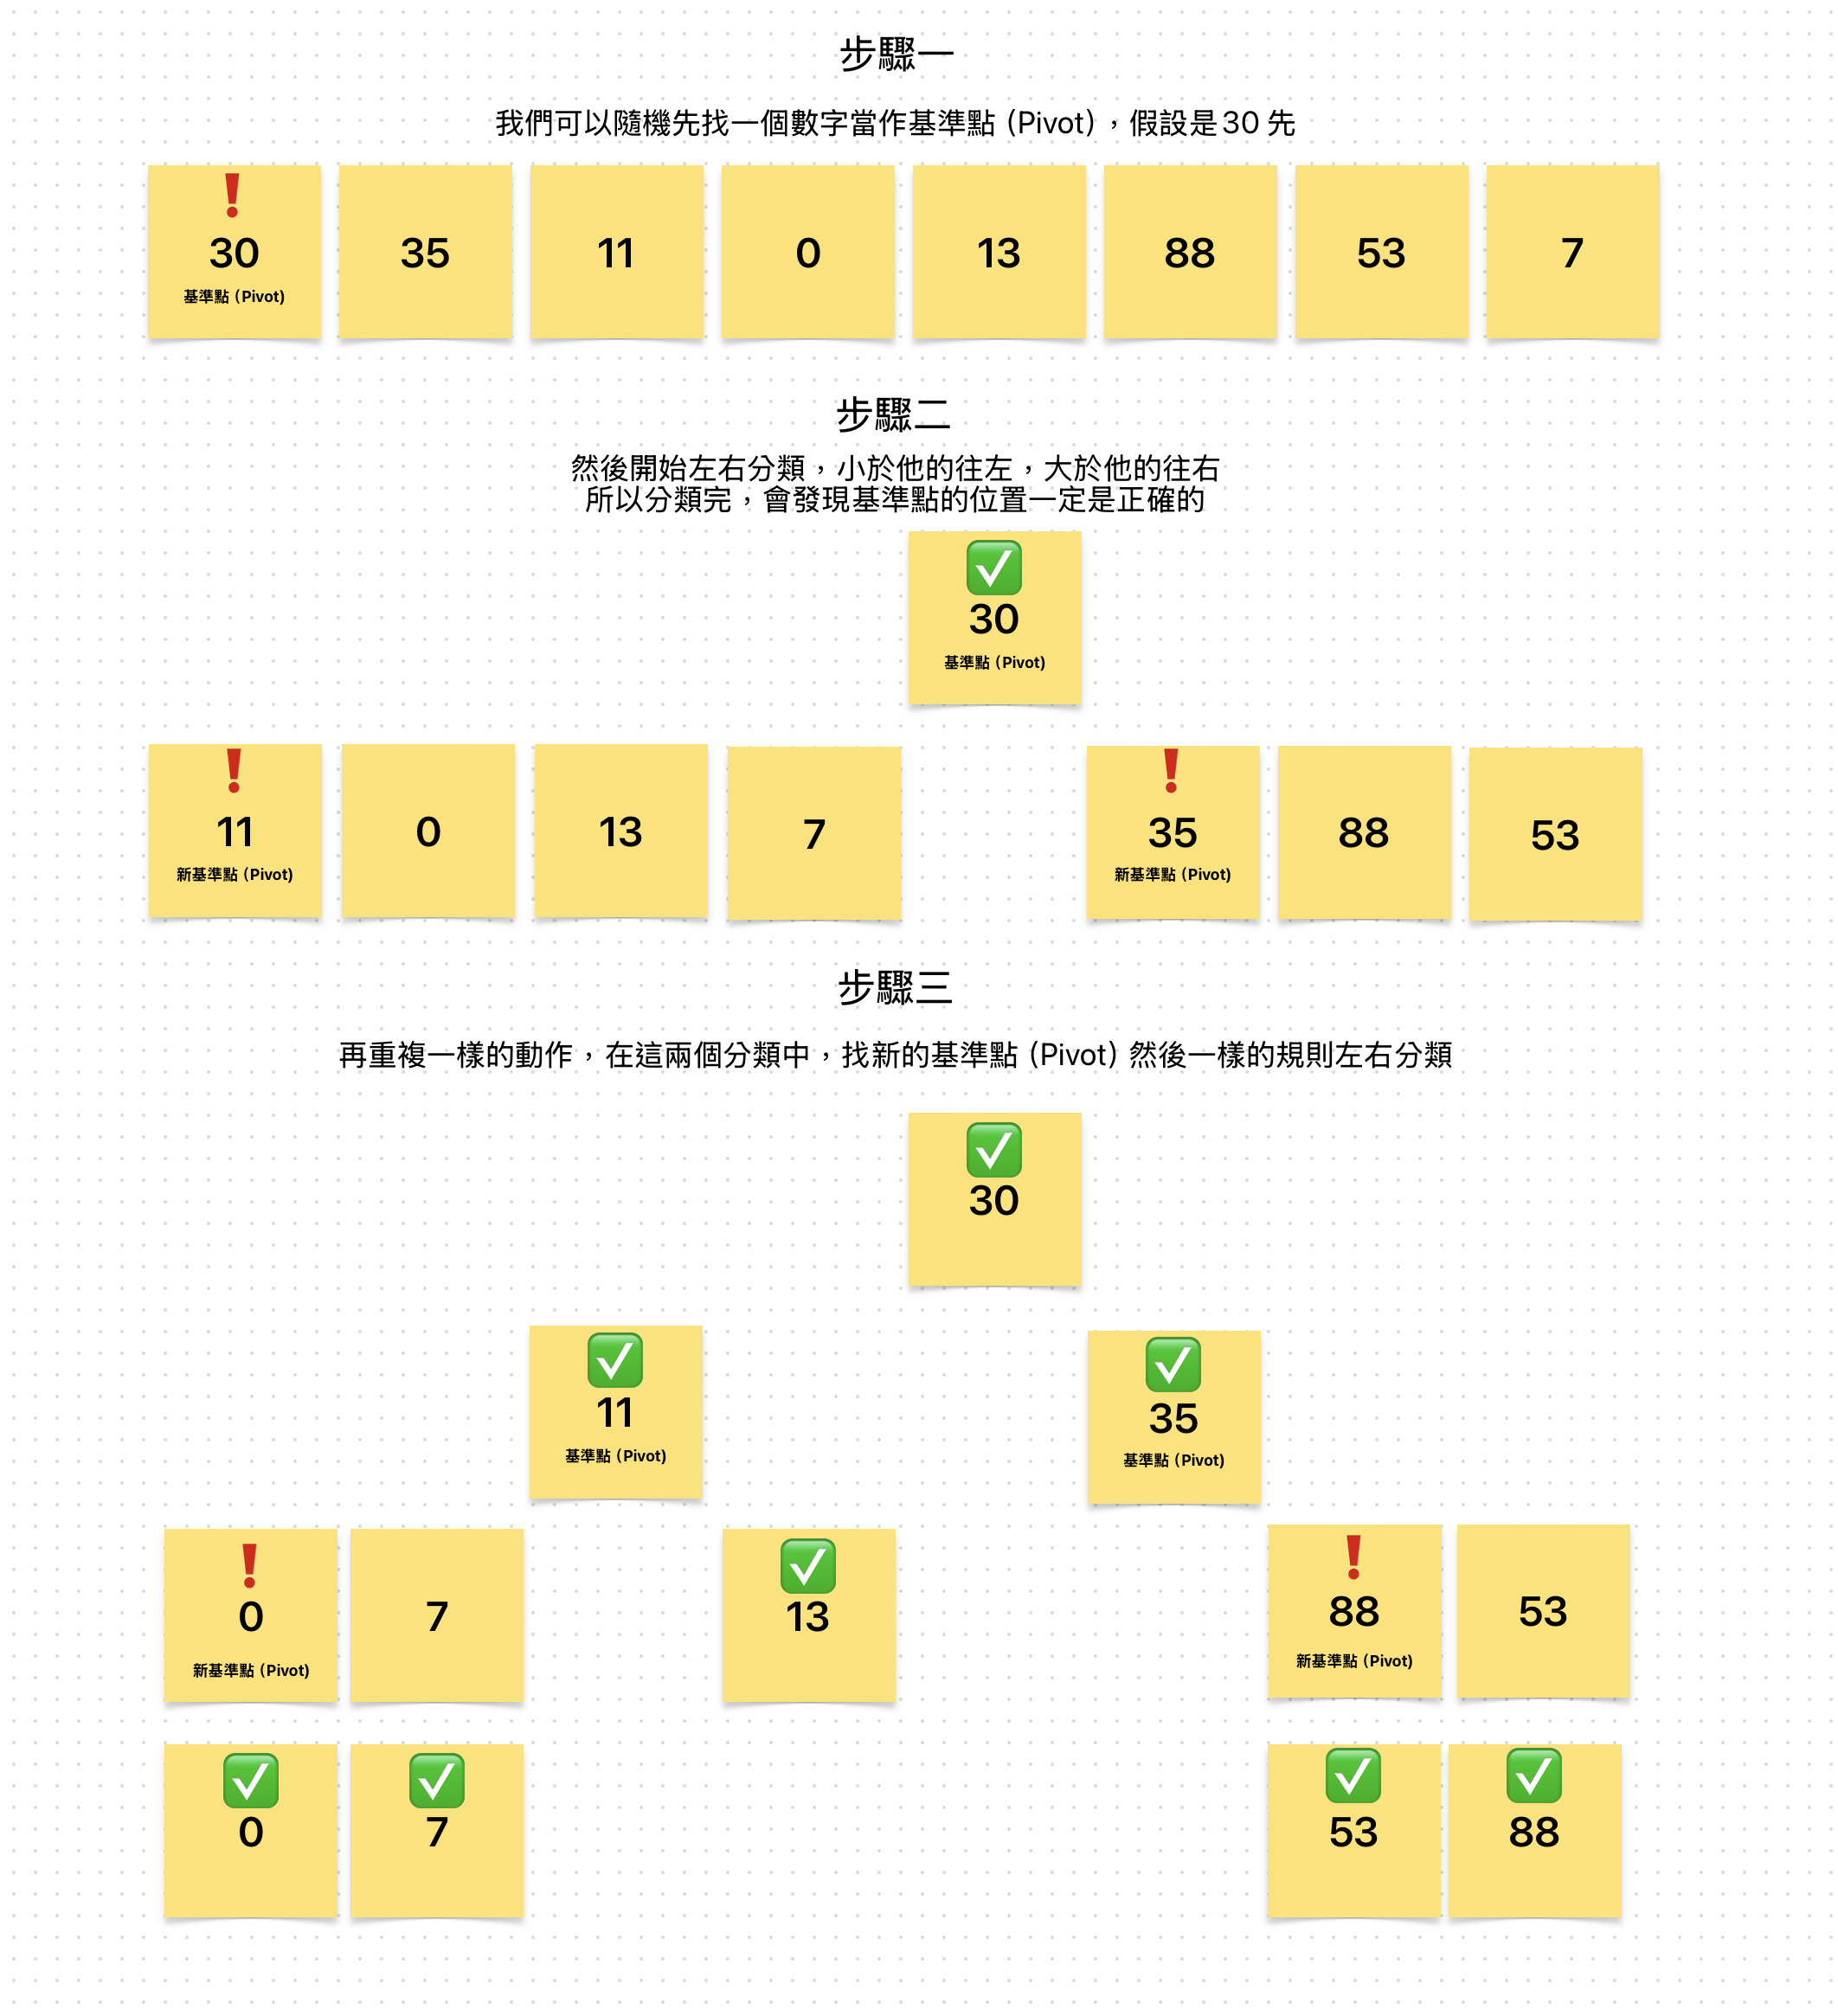 步驟一
我們可以隨機先找一個數字當作基準點 (Pivot)，假設是30 先
❗
30 35 11 0 13 88 53 7
基準點 (Pivot)
步驟二
然後開始左右分類，小於他的往左，大於他的往右
所以分類完，會發現基準點的位置一定是正確的
✅
30
基準點 (Pivot)
❗ ❗
11 0 13 7 35 88 53
新基準點 (Pivot) 新基準點 (Pivot)
步驟三
再重複一樣的動作，在這兩個分類中，找新的基準點 (Pivot) 然後一樣的規則左右分類
✅
30
✅ ✅
11 35
基準點 (Pivot) 基準點 (Pivot)
❗ ✅ ❗
0 7 13 88 53
新基準點 (Pivot) 新基準點 (Pivot)
✅ ✅ ✅ ✅
0 7 53 88